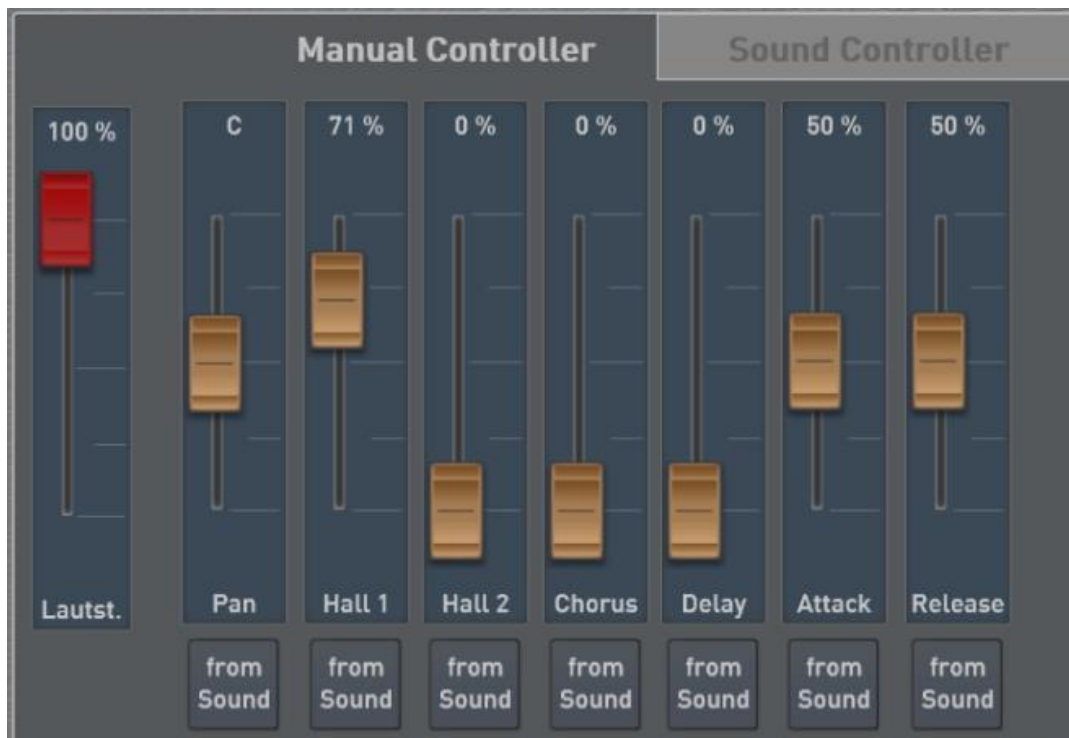 Manual Controller Sound Controller
100 % C 71 % 0 % 0 % 0 % 50 % 50 %
Lautst. Pan Hall 1 Hall 2 Chorus Delay Attack Release
from from from from from from from
Sound Sound Sound Sound Sound Sound Sound